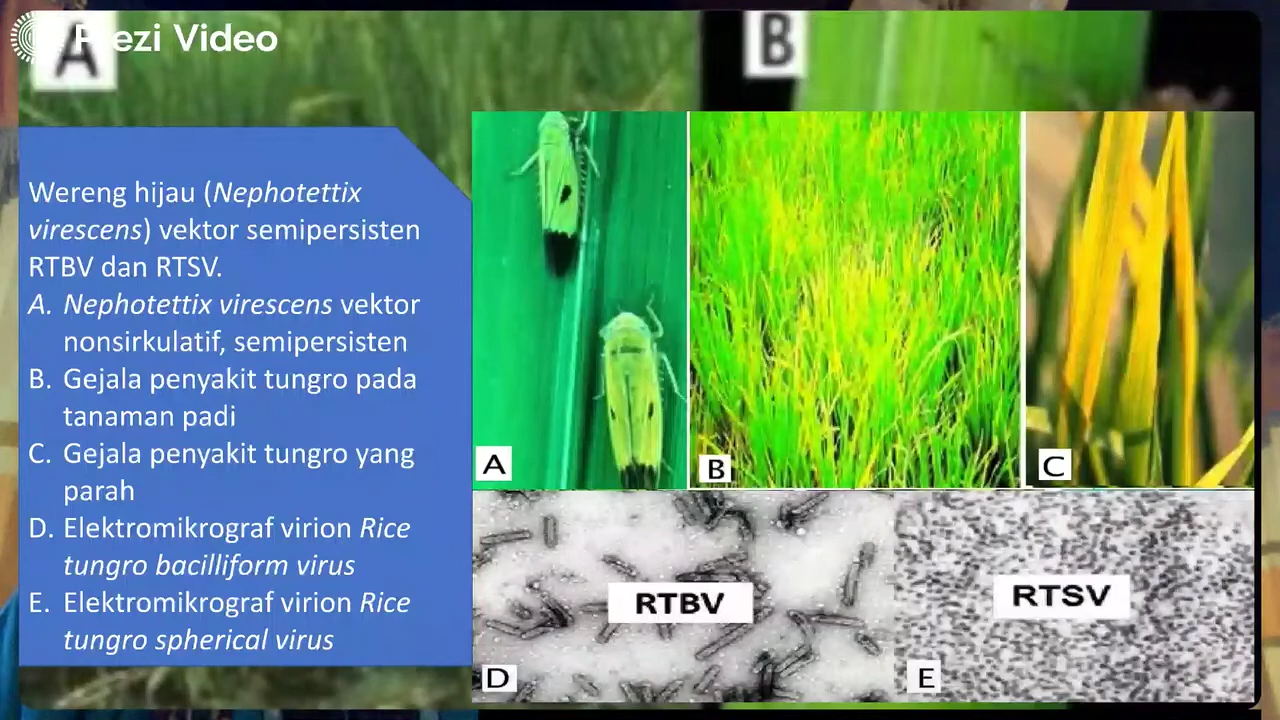 A
Prezi Video
B
Wereng hijau (Nephotettix
virescens) vektor semipersisten
RTBV dan RTSV.
A. Nephotettix virescens vektor
nonsirkulatif, semipersisten
B. Gejala penyakit tungro pada
tanaman padi
C. Gejala penyakit tungro yang
parah
D. Elektromikrograf virion Rice
tungro bacilliform virus
E. Elektromikrograf virion Rice
tungro spherical virus
A
B
C
RTBV
RTSV
D
E